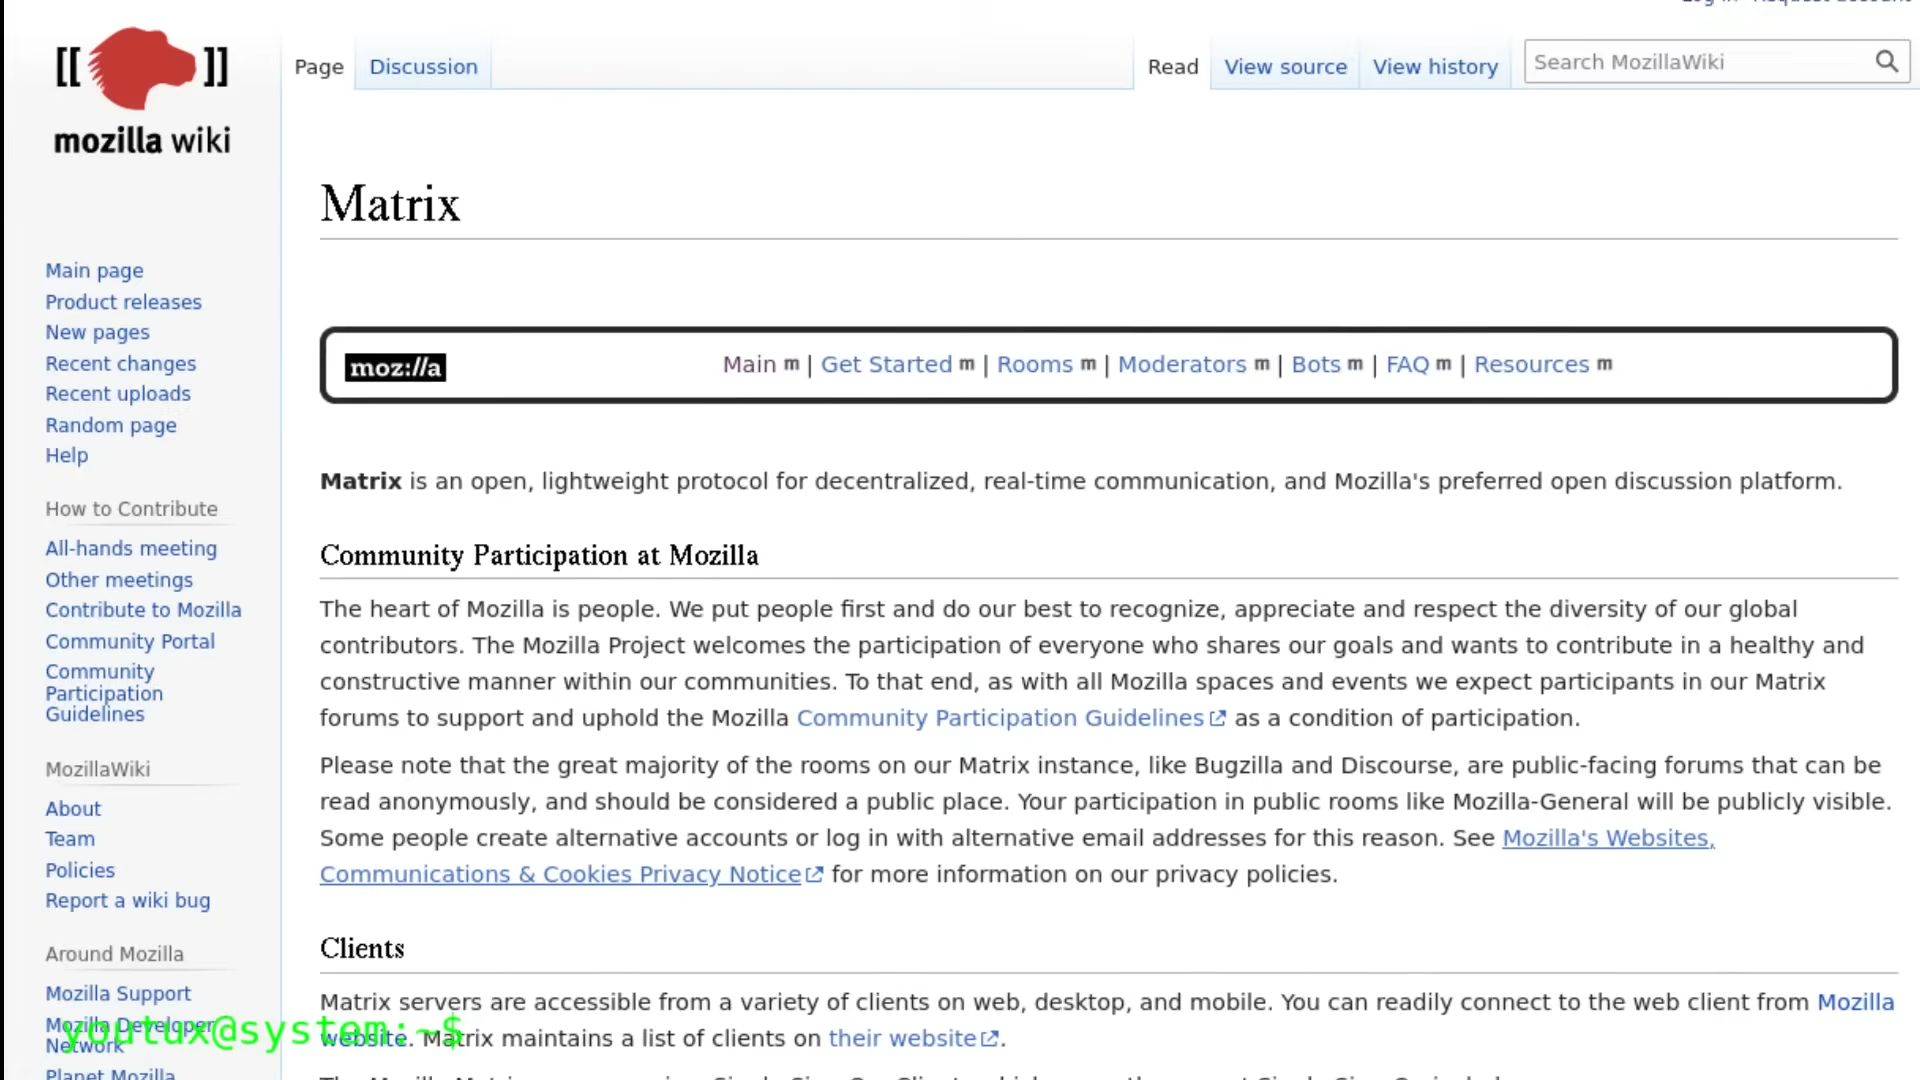 Page
Discussion
Read
View source
View history
Search MozillaWiki
[[ ]]
mozilla wiki
Matrix
Main page
Product releases
New pages
Recent changes
Recent uploads
Random page
Help
How to Contribute
All-hands meeting
Other meetings
Contribute to Mozilla
Community Portal
Community
Participation
Guidelines
MozillaWiki
About
Team
Policies
Report a wiki bug
Around Mozilla
Mozilla Support
Mozilla Developer
Network
Planet Mozilla
moz://a
Main m | Get Started m | Rooms m | Moderators m | Bots m | FAQ m | Resources m
Matrix is an open, lightweight protocol for decentralized, real-time communication, and Mozilla's preferred open discussion platform.
Community Participation at Mozilla
The heart of Mozilla is people. We put people first and do our best to recognize, appreciate and respect the diversity of our global
contributors. The Mozilla Project welcomes the participation of everyone who shares our goals and wants to contribute in a healthy and
constructive manner within our communities. To that end, as with all Mozilla spaces and events we expect participants in our Matrix
forums to support and uphold the Mozilla Community Participation Guidelines as a condition of participation.
Please note that the great majority of the rooms on our Matrix instance, like Bugzilla and Discourse, are public-facing forums that can be
read anonymously, and should be considered a public place. Your participation in public rooms like Mozilla-General will be publicly visible.
Some people create alternative accounts or log in with alternative email addresses for this reason. See Mozilla's Websites,
Communications & Cookies Privacy Notice for more information on our privacy policies.
Clients
Matrix servers are accessible from a variety of clients on web, desktop, and mobile. You can readily connect to the web client from Mozilla
website. Matrix maintains a list of clients on their website.
youtux@system:~$